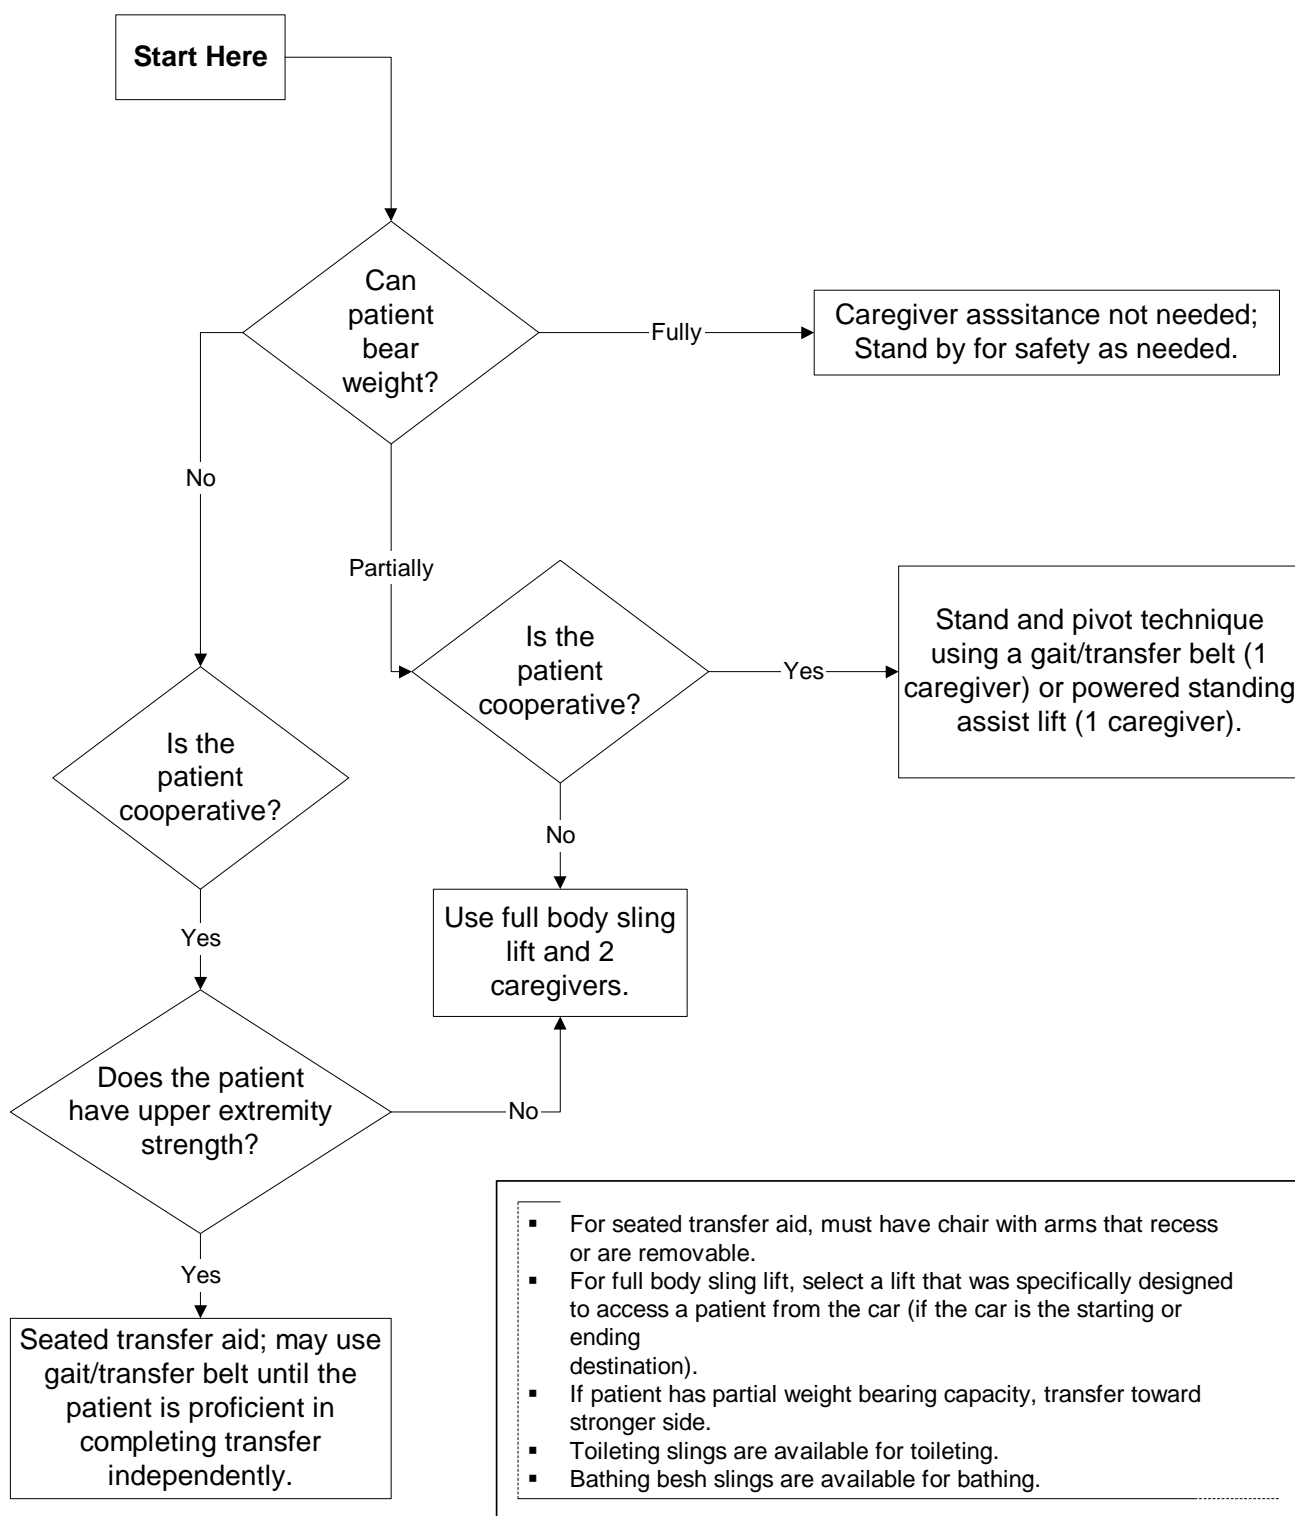 Start Here
Can
patient
bear
weight?
Fully
Caregiver asssitance not needed;
Stand by for safety as needed.
No
Partially
Is the
patient
cooperative?
Yes
Stand and pivot technique
using a gait/transfer belt (1
caregiver) or powered standing
assist lift (1 caregiver).
Is the
patient
cooperative?
No
Use full body sling
lift and 2
caregivers.
Yes
Does the patient
have upper extremity
strength?
No
Yes
Seated transfer aid; may use
gait/transfer belt until the
patient is proficient in
completing transfer
independently.
▪ For seated transfer aid, must have chair with arms that recess
or are removable.
▪ For full body sling lift, select a lift that was specifically designed
to access a patient from the car (if the car is the starting or
ending
destination).
▪ If patient has partial weight bearing capacity, transfer toward
stronger side.
▪ Toileting slings are available for toileting.
▪ Bathing besh slings are available for bathing.